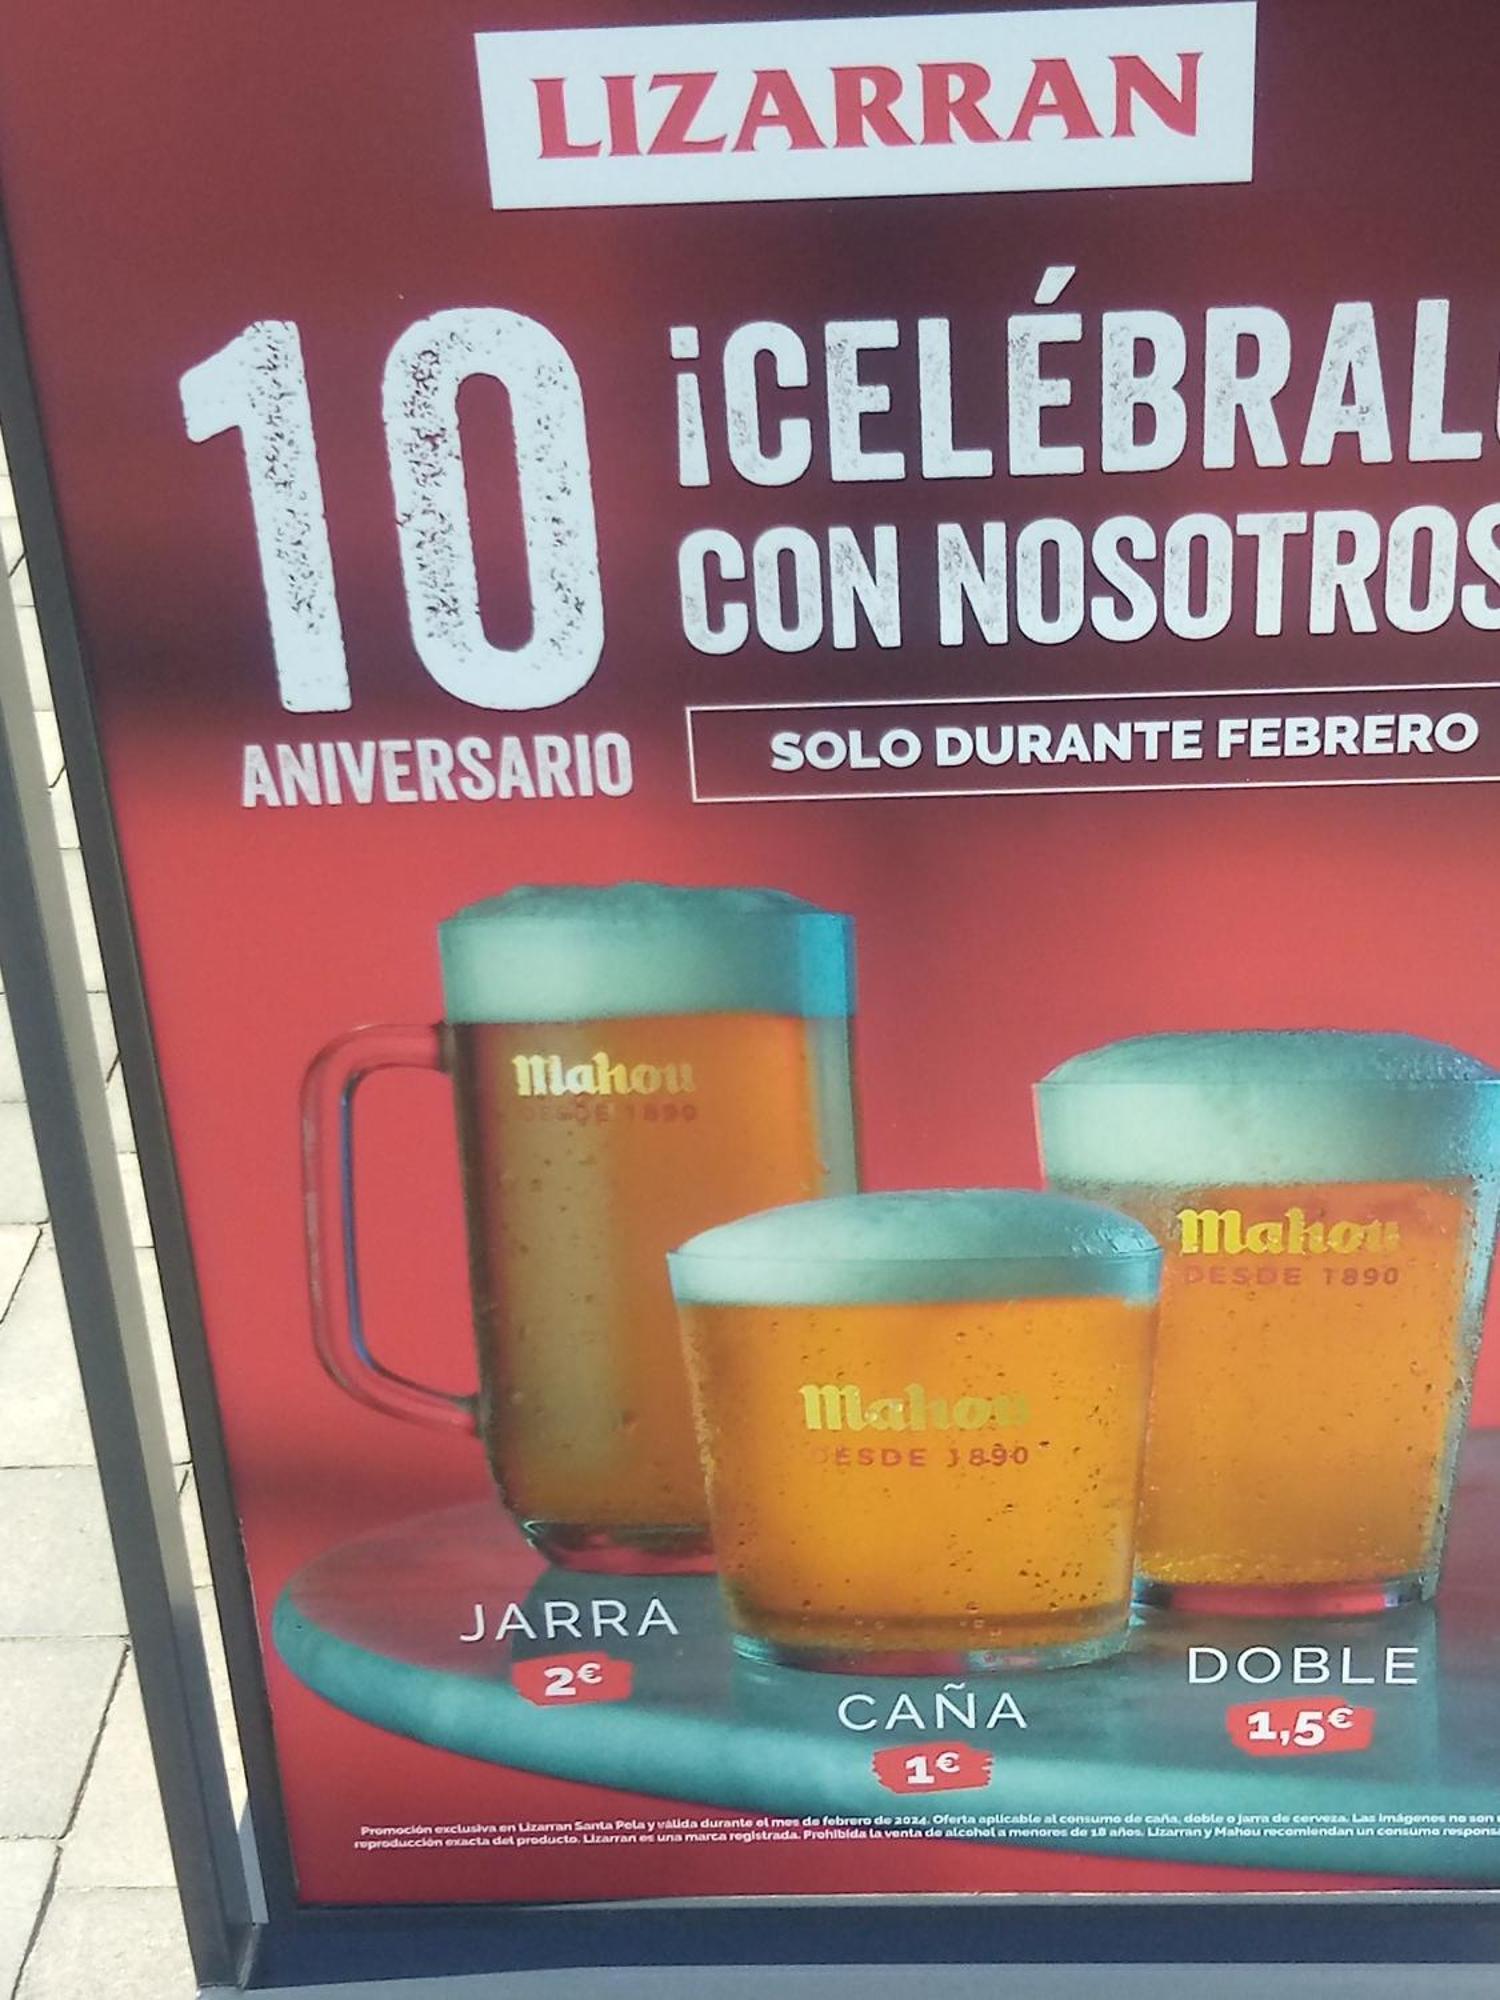 LIZARRAN
10
ANIVERSARIO
¡CELÉBRAL
CON NOSOTROS
SOLO DURANTE FEBRERO
Mahou
DESDE 1890
Mahou
DESDE 1890
Mahou
DESDE 1890
JARRA
2€
CAÑA
1€
DOBLE
1,5€
Promoción exclusiva en Lizarran Santa Pola y válida durante el mes de febrero de 2024. Oferta aplicable al consumo de caña, doble o jarra de cerveza. Las imágenes no son
reproducción exacta del producto. Lizarran es una marca registrada. Prohibida la venta de alcohol a menores de 18 años. Lizarran y Mahou recomiendan un consumo